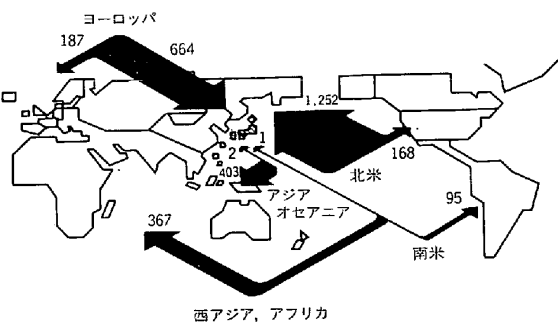 ヨーロッパ
187
664
1,252
1
2
168
403
北米
アジア
オセアニア
95
367
南米
西アジア, アフリカ